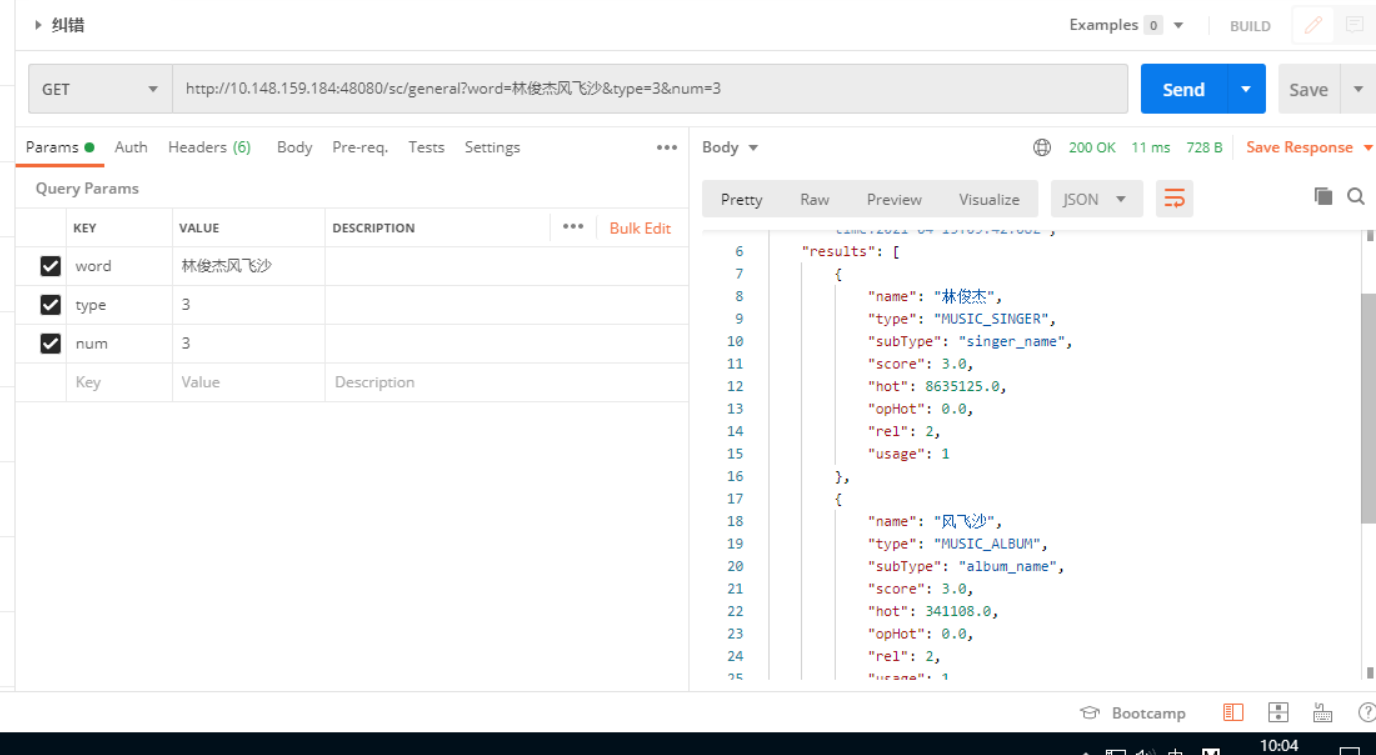 纠错
Examples 0
BUILD
GET
http://10.148.159.184:48080/sc/general?word=林俊杰风飞沙&type=3&num=3
Send
Save
Params
Auth
Headers (6)
Body
Pre-req.
Tests
Settings
Query Params
KEY VALUE DESCRIPTION
Bulk Edit
word 林俊杰风飞沙
type 3
num 3
Key Value Description
Body
200 OK 11 ms 728 B Save Response
Pretty Raw Preview Visualize JSON
6 "results": [
7 {
8 "name": "林俊杰",
9 "type": "MUSIC_SINGER",
10 "subType": "singer_name",
11 "score": 3.0,
12 "hot": 8635125.0,
13 "opHot": 0.0,
14 "rel": 2,
15 "usage": 1
16 },
17 {
18 "name": "风飞沙",
19 "type": "MUSIC_ALBUM",
20 "subType": "album_name",
21 "score": 3.0,
22 "hot": 341108.0,
23 "opHot": 0.0,
24 "rel": 2,
25 "usage": 1
Bootcamp
中
10:04